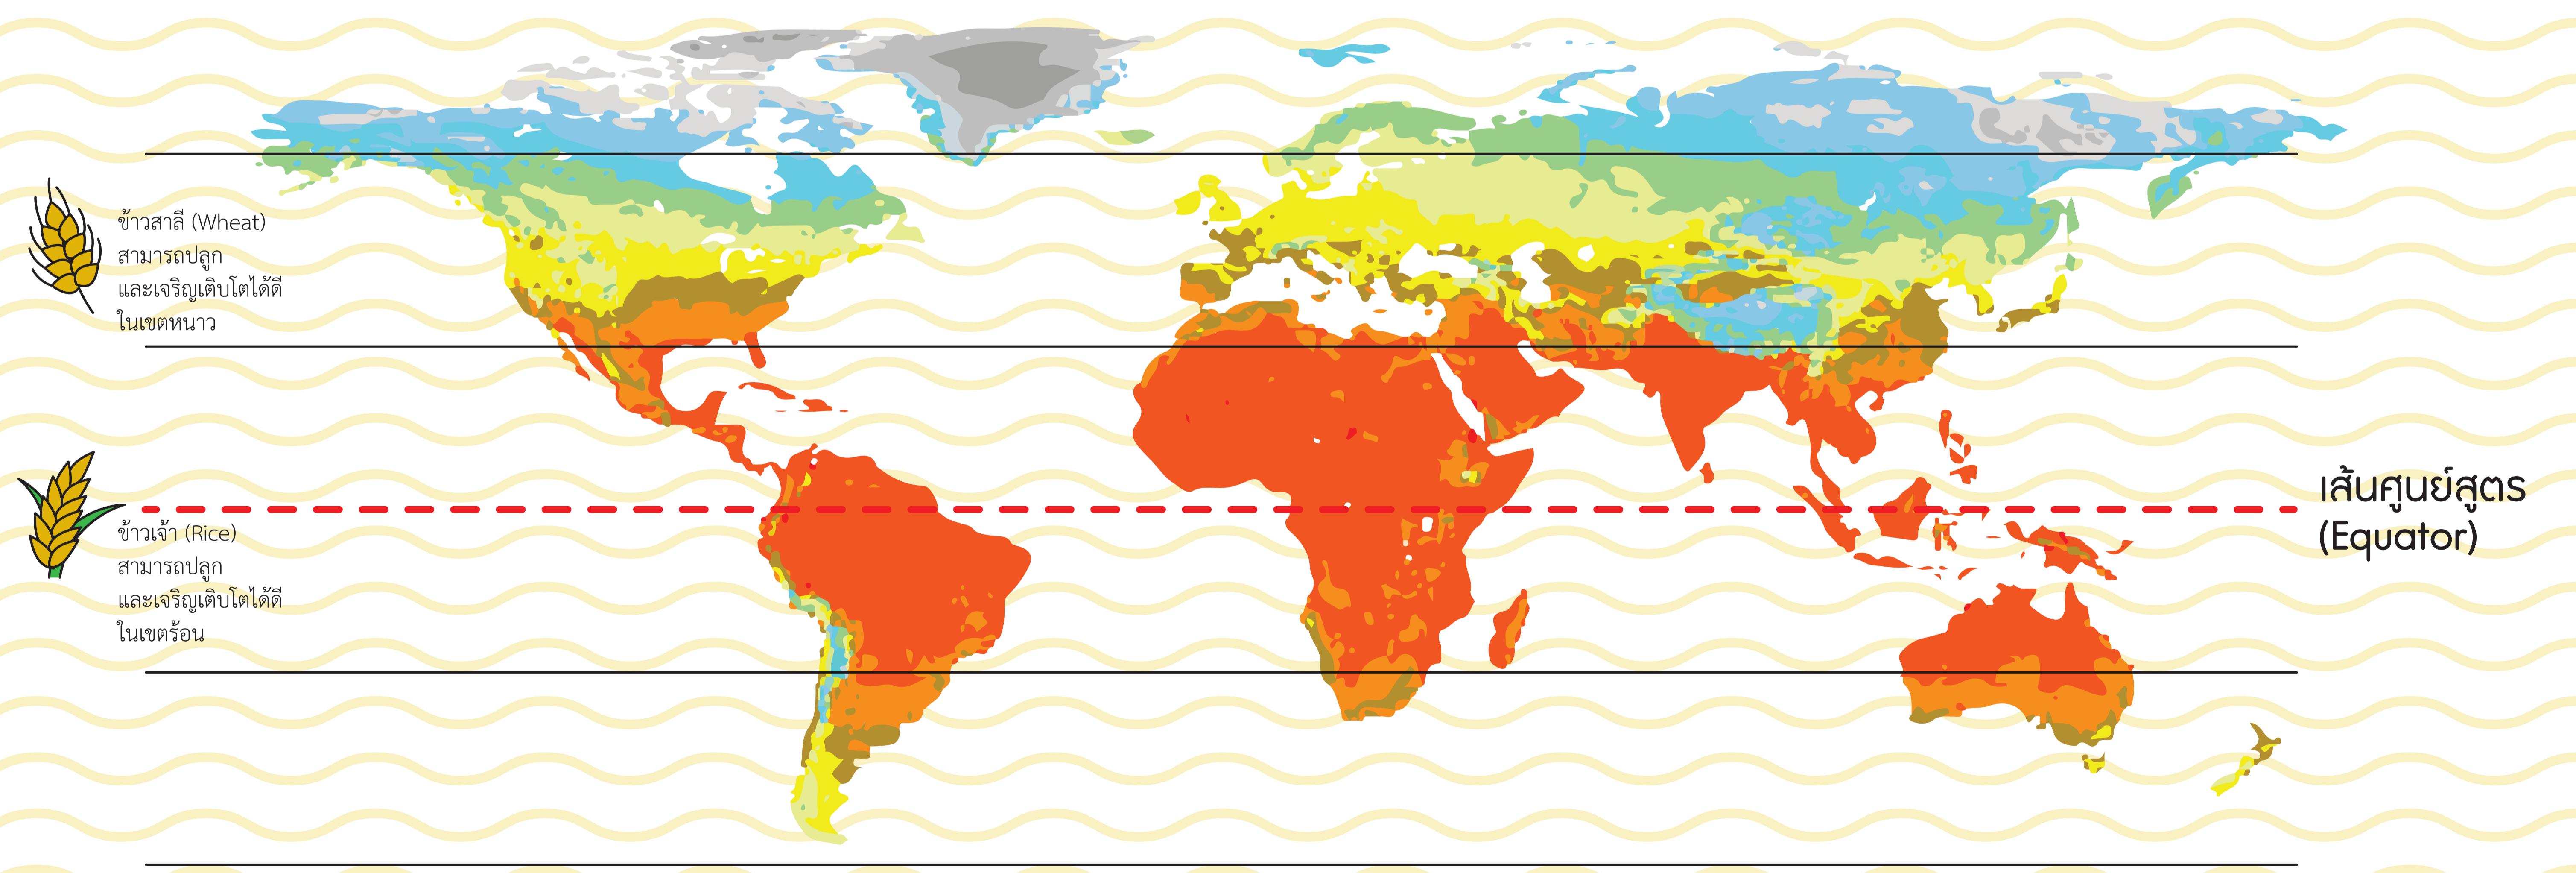 ข้าวสาลี (Wheat)
สามารถปลูก
และเจริญเติบโตได้ดี
ในเขตหนาว
ข้าวเจ้า (Rice)
สามารถปลูก
และเจริญเติบโตได้ดี
ในเขตร้อน
เส้นศูนย์สูตร
(Equator)